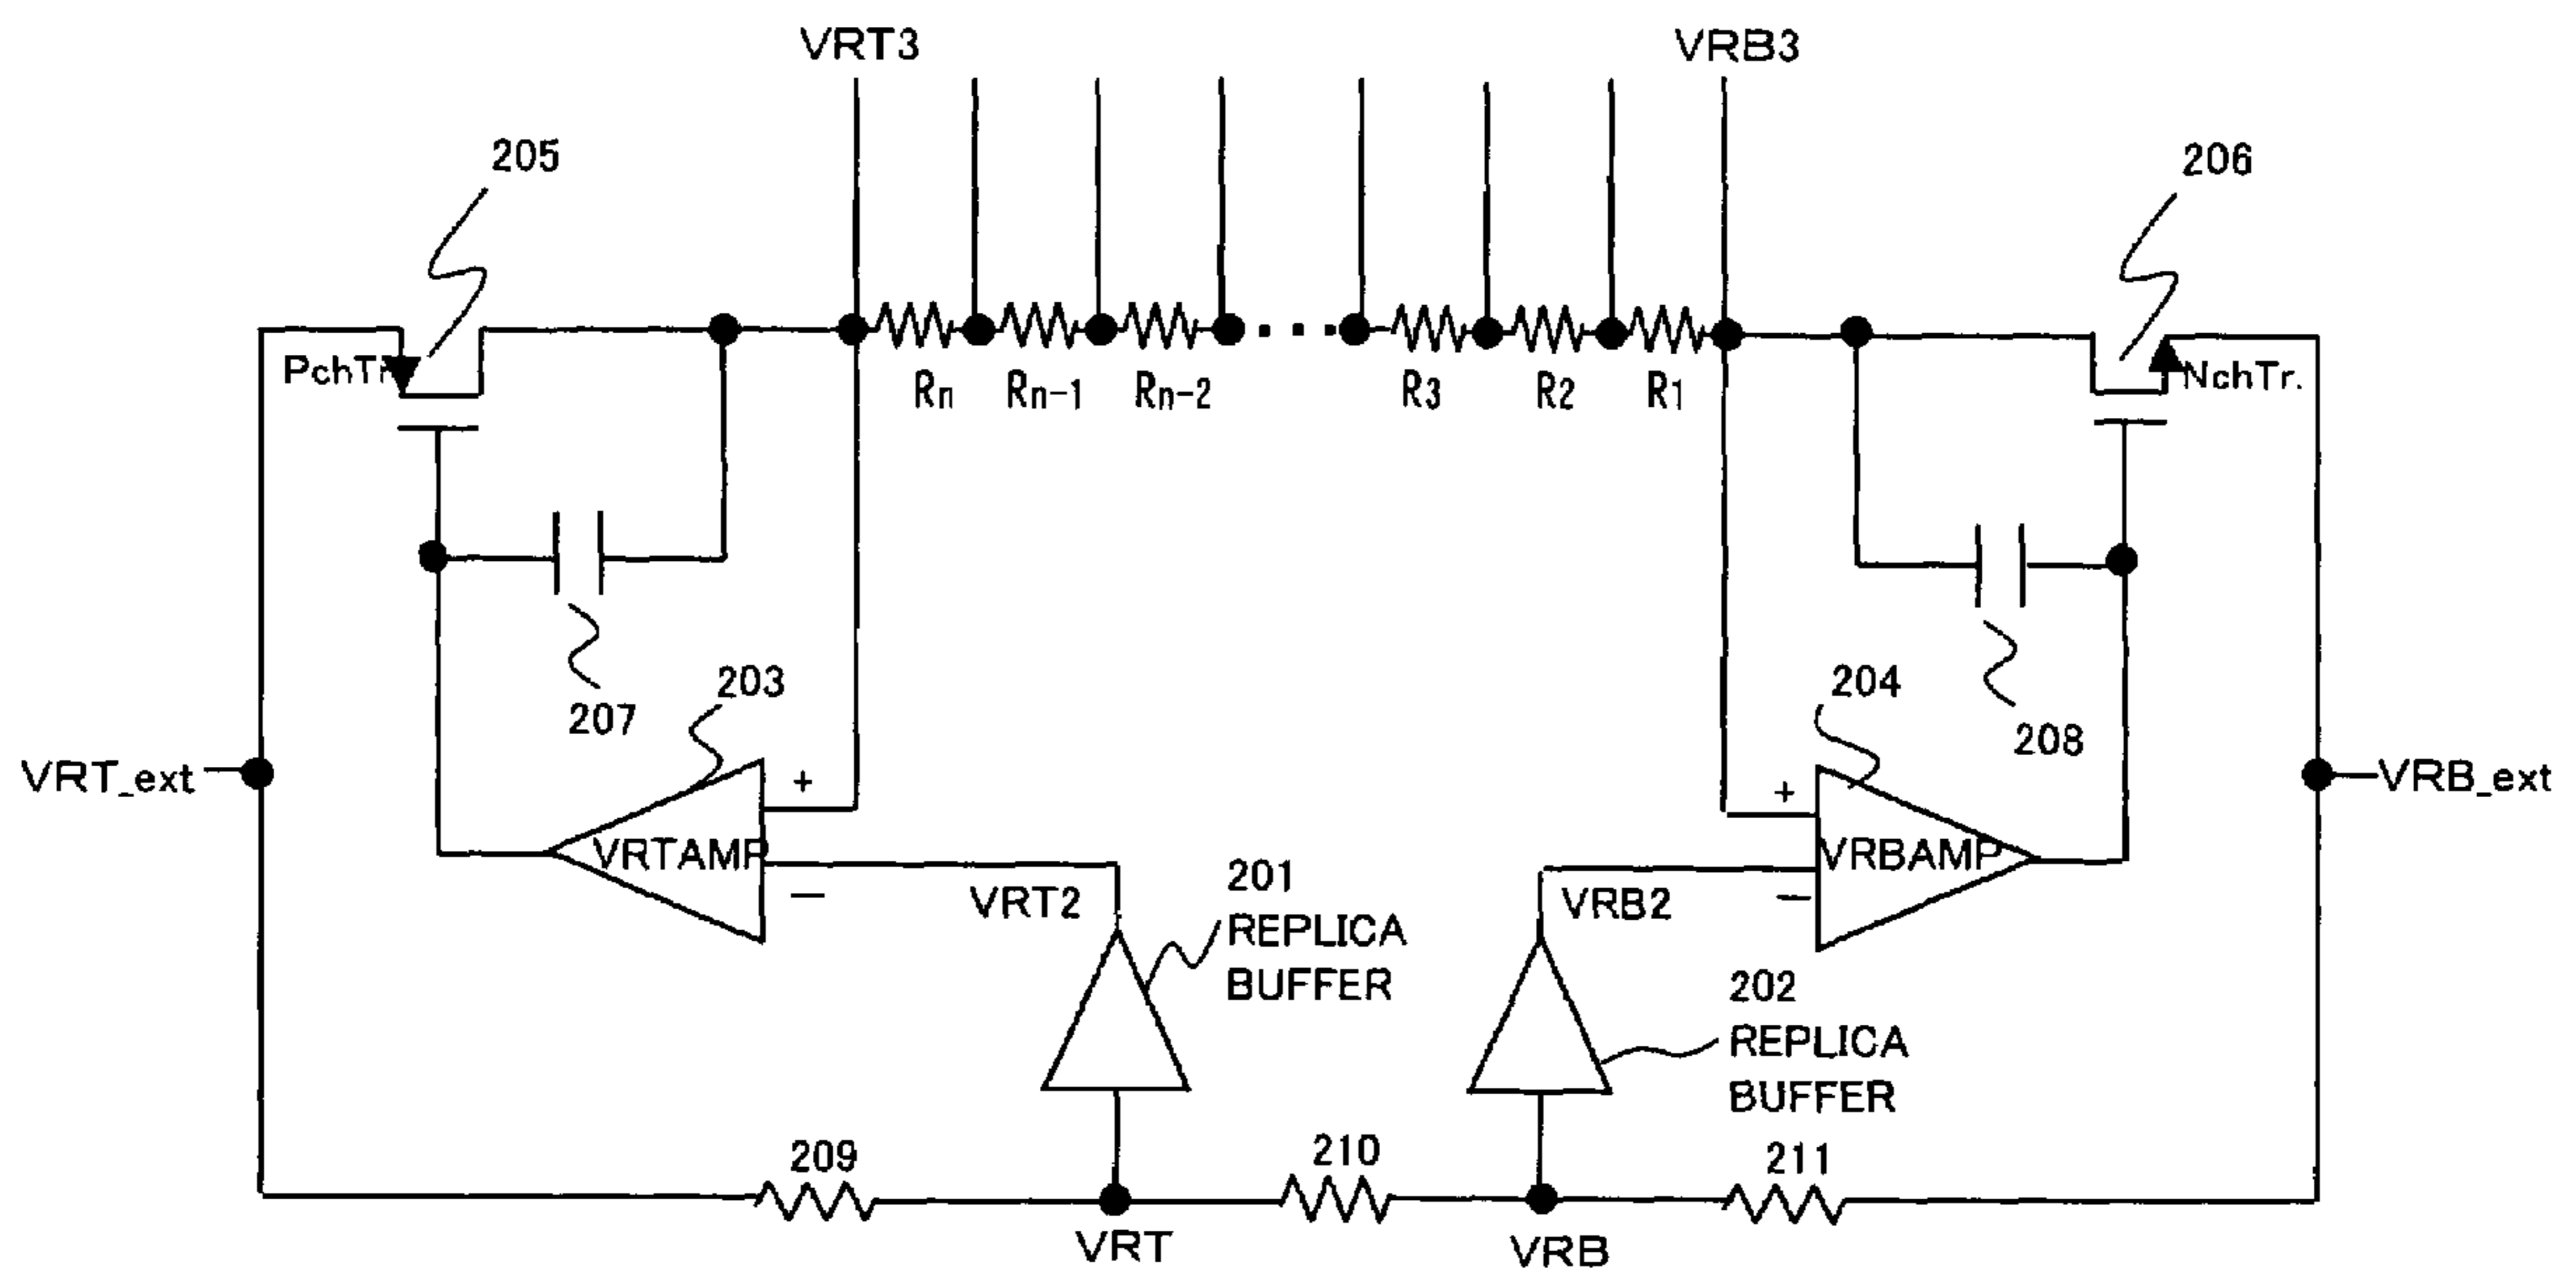 VRT3
VRB3
205
206
PchTr
NchTr.
Rn
Rn-1
Rn-2
R3
R2
R1
207
203
204
208
VRT_ext
VRB_ext
+
+
VRTAMP
VRBAMP
−
−
VRT2
VRB2
201
REPLICA
BUFFER
202
REPLICA
BUFFER
209
210
211
VRT
VRB